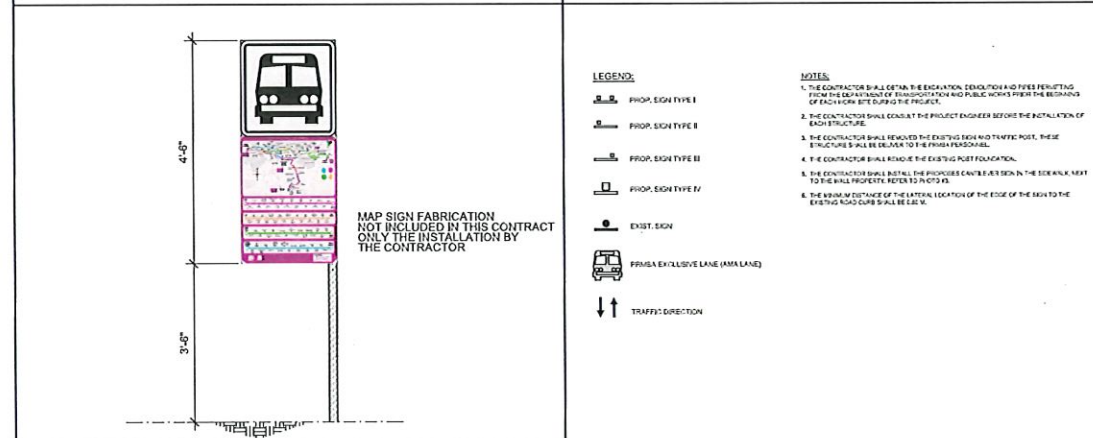 4'-6"
3'-6"
MAP SIGN FABRICATION
NOT INCLUDED IN THIS CONTRACT
ONLY THE INSTALLATION BY
THE CONTRACTOR
LEGEND:
PROP. SIGN TYPE I
PROP. SIGN TYPE II
PROP. SIGN TYPE III
PROP. SIGN TYPE IV
EXIST. SIGN
PRMSA EXCLUSIVE LANE (AMA LANE)
TRAFFIC DIRECTION
NOTES:
1. THE CONTRACTOR SHALL OBTAIN THE EXCAVATION, DEMOLITION AND PIPES PERMITTING
FROM THE DEPARTMENT OF TRANSPORTATION AND PUBLIC WORKS PRIOR THE BEGINNING
OF EACH WORK SITE DURING THE PROJECT.
2. THE CONTRACTOR SHALL CONSULT THE PROJECT ENGINEER BEFORE THE INSTALLATION OF
EACH STRUCTURE.
3. THE CONTRACTOR SHALL REMOVED THE EXISTING SIGN AND TRAFFIC POST. THESE
STRUCTURE SHALL BE DELIVER TO THE PRMSA PERSONNEL.
4. THE CONTRACTOR SHALL REMOVE THE EXISTING POST FOUNDATION.
5. THE CONTRACTOR SHALL INSTALL THE PROPOSES CANTILEVER SIGN IN THE SIDEWALK, NEXT
TO THE WALL PROPERTY. REFER TO PHOTO
6. THE MINIMUM DISTANCE OF THE LATERAL LOCATION OF THE EDGE OF THE SIGN TO THE
EXISTING ROAD CURB SHALL BE M.